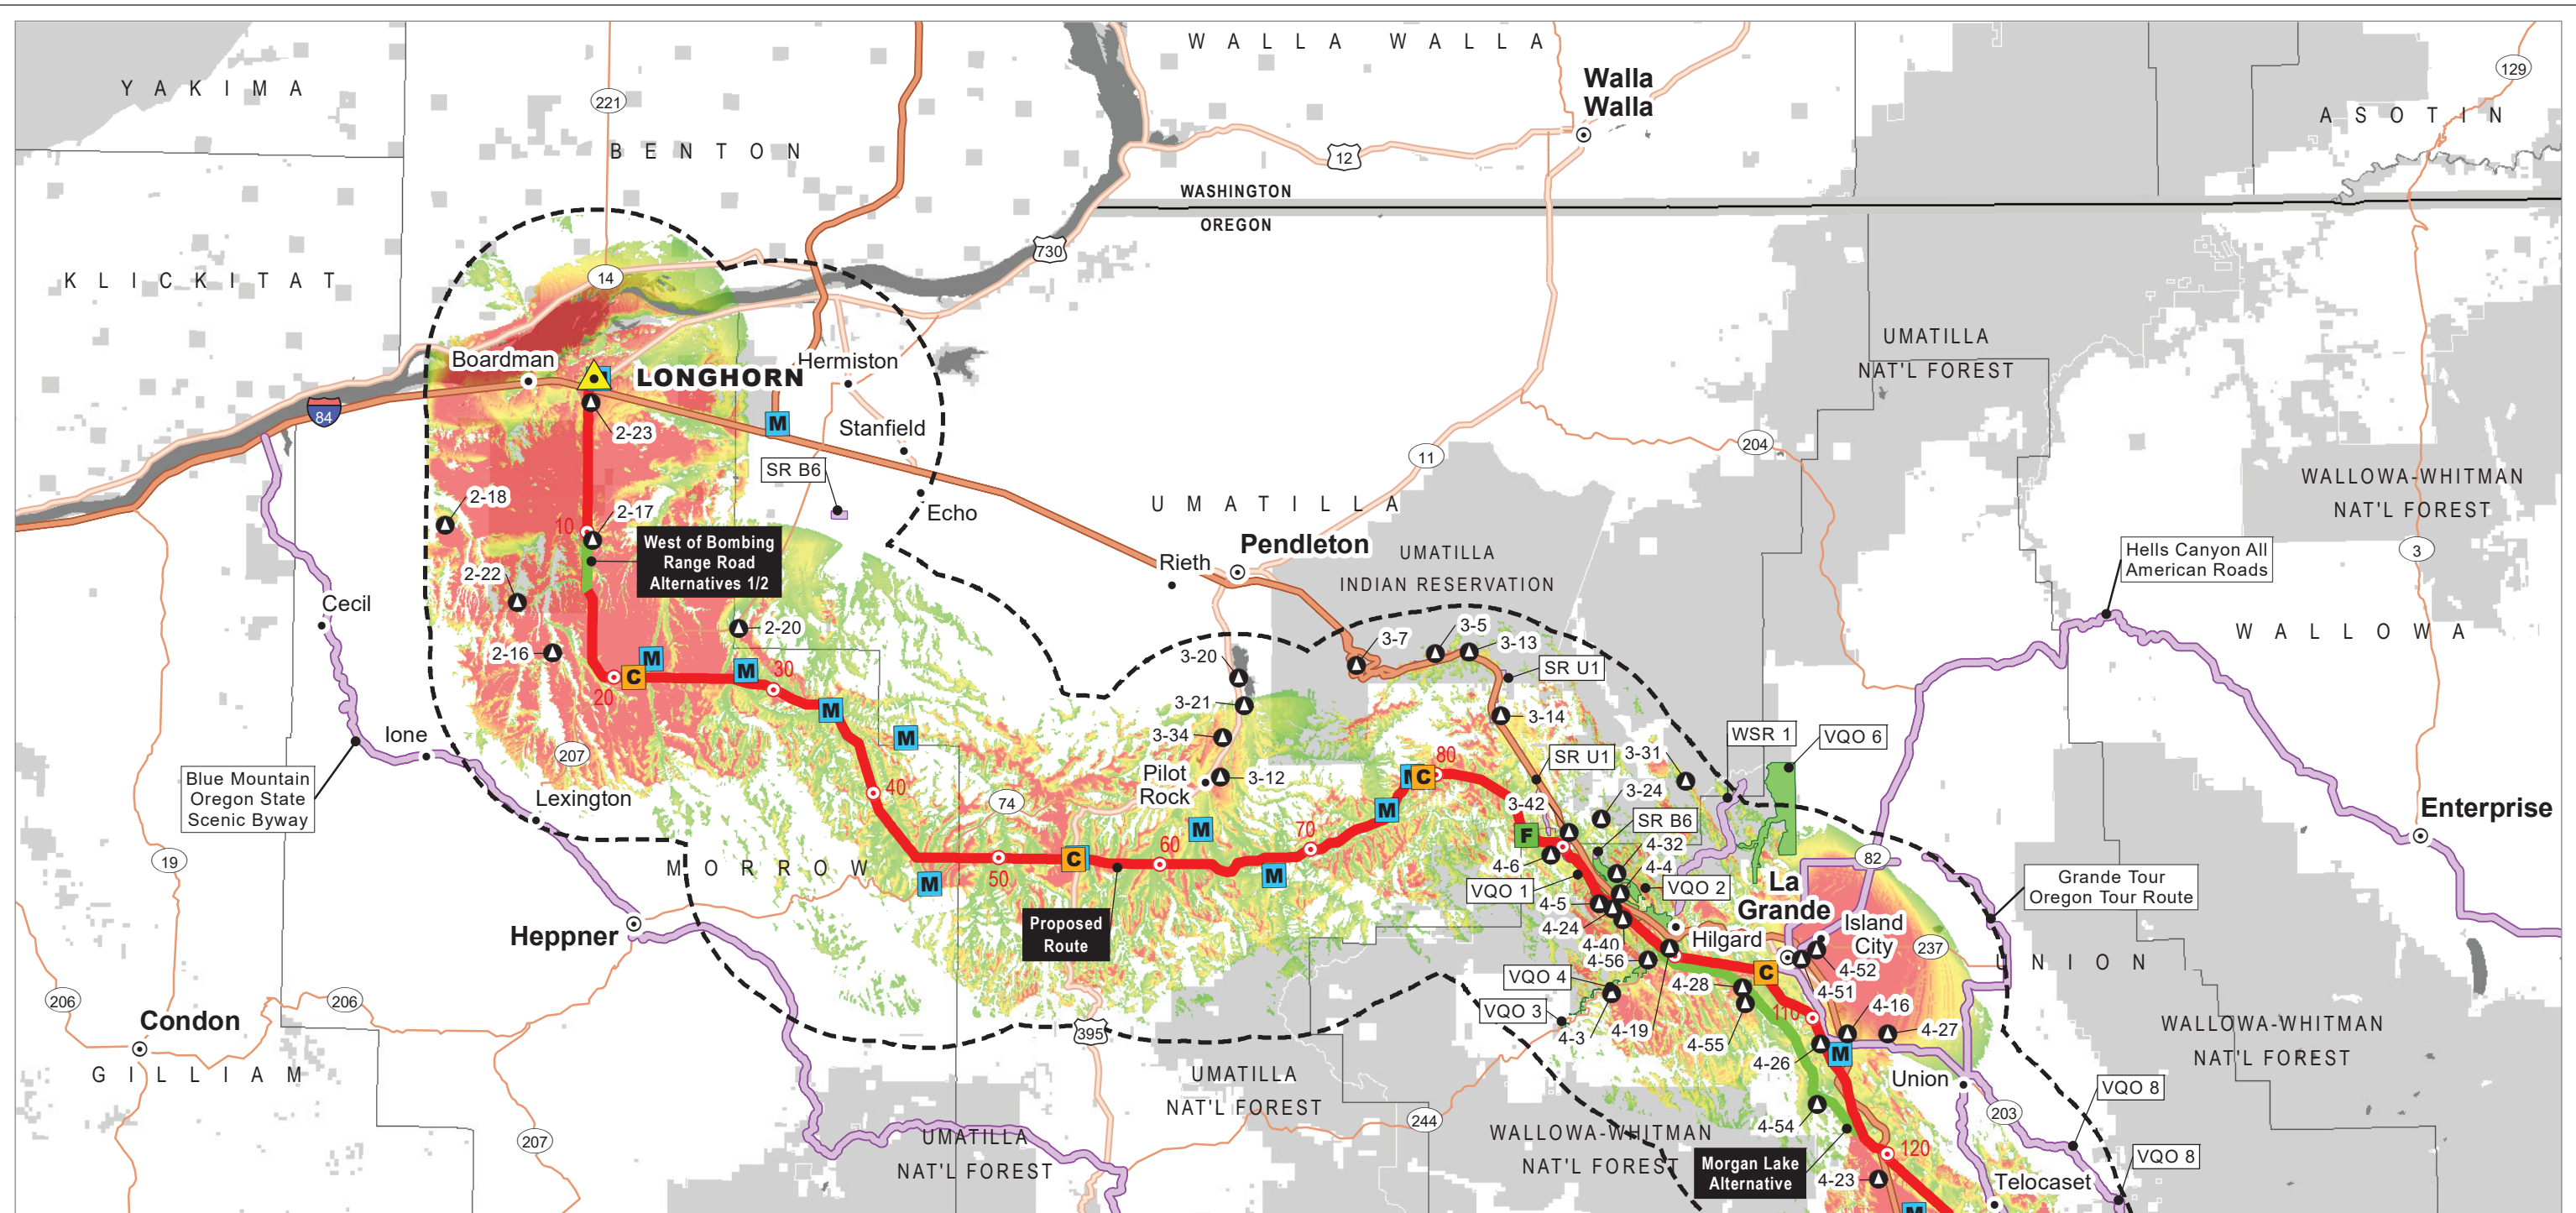 WALLA WALLA
YAKIMA
221
BENTON
Walla
Walla
12
129
ASOTIN
WASHINGTON
OREGON
730
KLICKITAT
14
UMATILLA
NAT'L FOREST
Boardman
LONGHORN
Hermiston
84
M
Stanfield
2-23
SR B6
204
11
WALLOWA-WHITMAN
NAT'L FOREST
2-18
2-17
10
Echo
UMATILLA
Pendleton
West of Bombing
Range Road
Alternatives 1/2
Rieth
UMATILLA
INDIAN RESERVATION
3
Hells Canyon All
American Roads
2-22
Cecil
2-20
WALLOWA
2-16
M
M
C
20
30
3-20
3-7
3-5
3-13
SR U1
M
3-21
3-14
Ione
M
3-34
WSR 1
VQO 6
207
SR U1
3-31
80
Blue Mountain
Oregon State
Scenic Byway
Pilot
Rock
3-12
C
40
74
Lexington
3-42
3-24
Enterprise
M
M
70
SR B6
F
19
MORROW
C
60
4-32
82
50
M
M
4-6
4-4
VQO 1
VQO 2
La
Grande
Grande Tour
Oregon Tour Route
4-5
Proposed
Route
Heppner
4-24
Island
City
4-40
Hilgard
237
4-56
UNION
4-52
C
VQO 4
4-28
4-51
206
206
VQO 3
4-16
Condon
395
4-19
110
4-27
4-3
4-55
WALLOWA-WHITMAN
NAT'L FOREST
GILLIAM
UMATILLA
NAT'L FOREST
4-26
M
Union
VQO 8
244
203
207
UMATILLA
NAT'L FOREST
WALLOWA-WHITMAN
NAT'L FOREST
4-54
120
VQO 8
Morgan Lake
Alternative
4-23
Telocaset
M